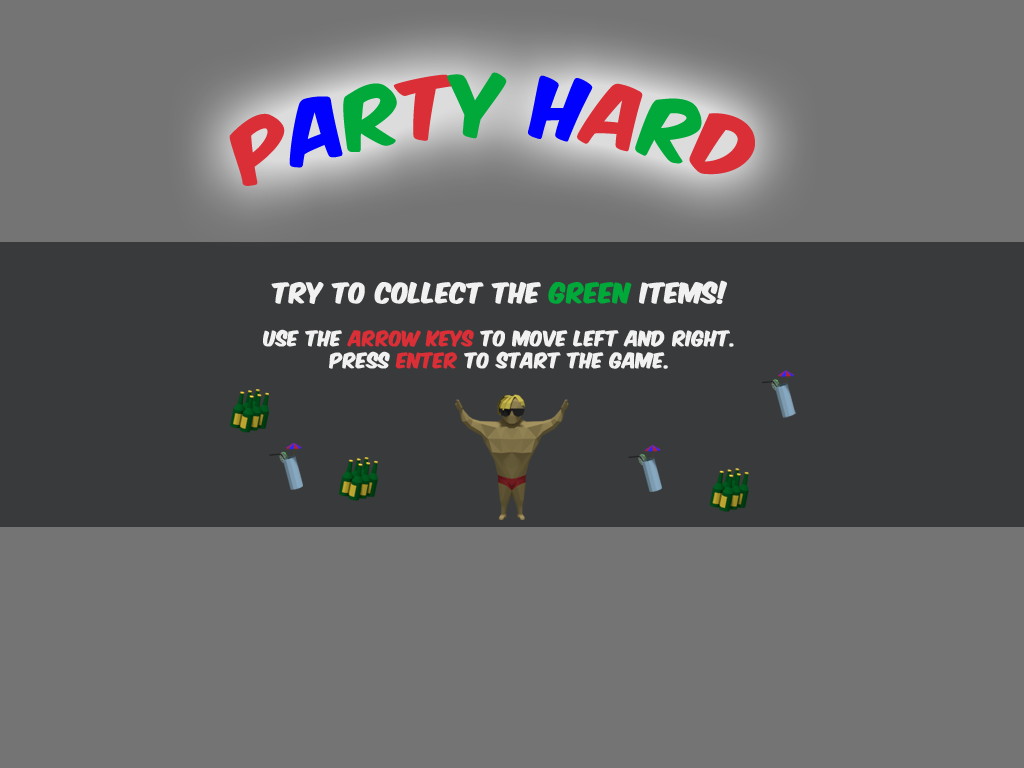 PARTY HARD
TRY TO COLLECT THE GREEN ITEMS!
USE THE ARROW KEYS TO MOVE LEFT AND RIGHT.
PRESS ENTER TO START THE GAME.